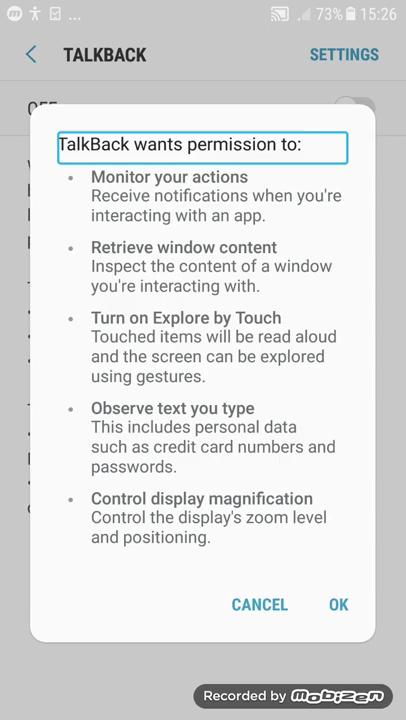 ... 73% 15:26
TALKBACK
SETTINGS
TalkBack wants permission to:
• Monitor your actions
Receive notifications when you're
interacting with an app.
• Retrieve window content
Inspect the content of a window
you're interacting with.
• Turn on Explore by Touch
Touched items will be read aloud
and the screen can be explored
using gestures.
• Observe text you type
This includes personal data
such as credit card numbers and
passwords.
• Control display magnification
Control the display's zoom level
and positioning.
CANCEL
OK
Recorded by mobizen